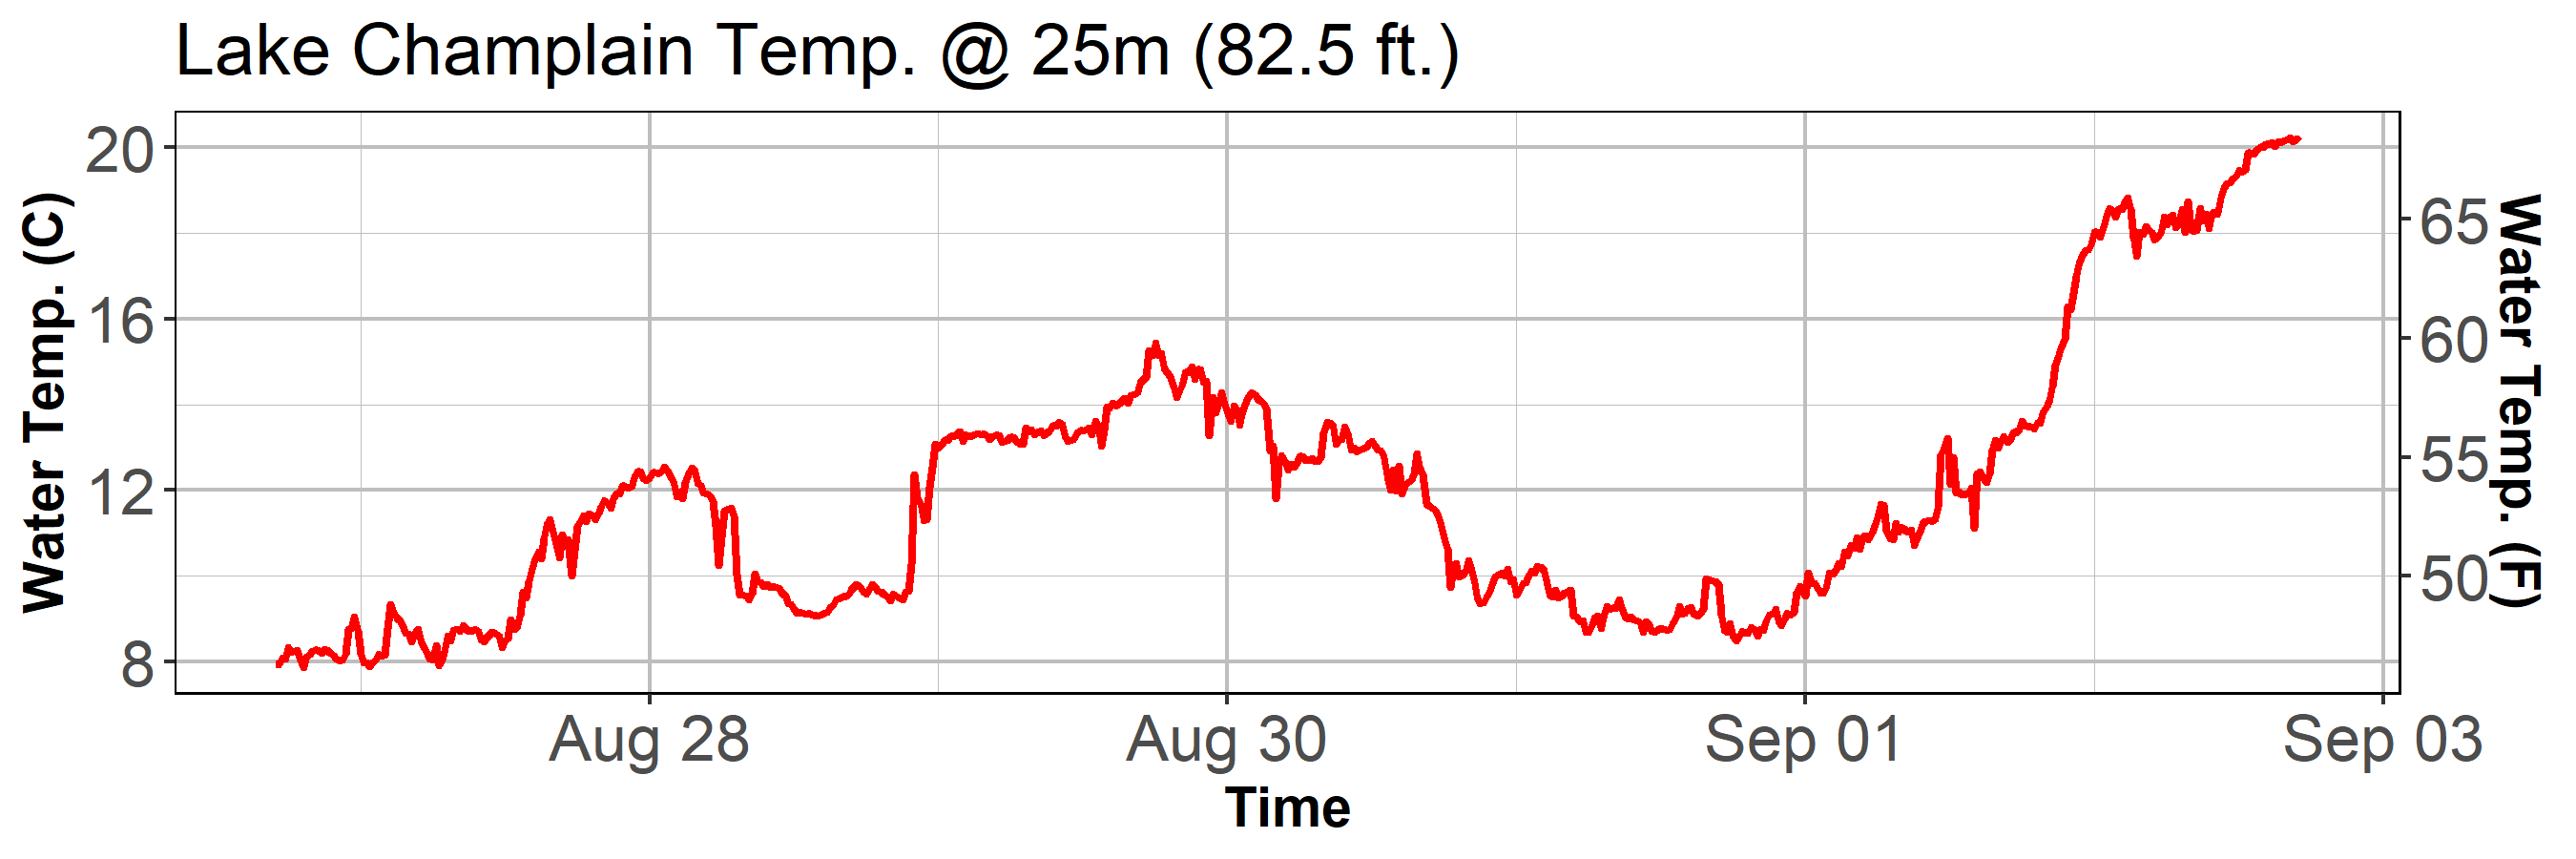 Lake Champlain Temp. @ 25m (82.5 ft.)
Water Temp. (C)
20
16
12
8
65
60
55
50
Water Temp. (F)
Aug 28
Aug 30
Sep 01
Sep 03
Time